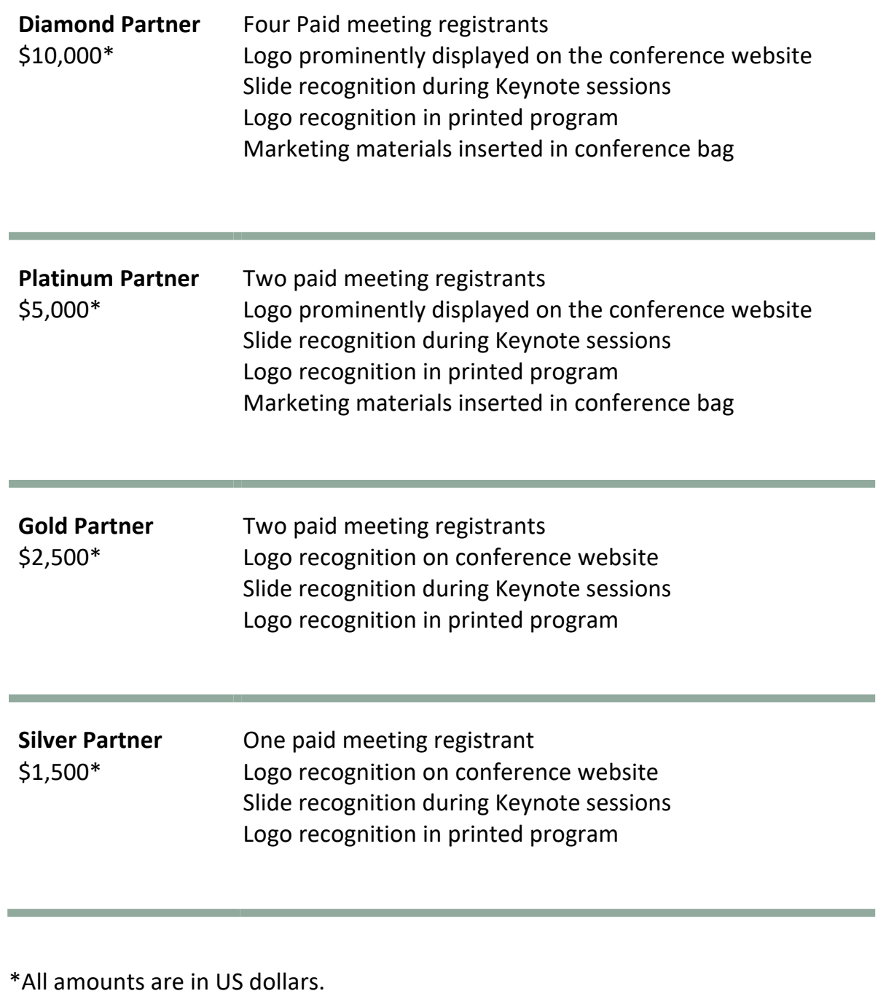 Diamond Partner Four Paid meeting registrants
$10,000* Logo prominently displayed on the conference website
Slide recognition during Keynote sessions
Logo recognition in printed program
Marketing materials inserted in conference bag
Platinum Partner Two paid meeting registrants
$5,000* Logo prominently displayed on the conference website
Slide recognition during Keynote sessions
Logo recognition in printed program
Marketing materials inserted in conference bag
Gold Partner Two paid meeting registrants
$2,500* Logo recognition on conference website
Slide recognition during Keynote sessions
Logo recognition in printed program
Silver Partner One paid meeting registrant
$1,500* Logo recognition on conference website
Slide recognition during Keynote sessions
Logo recognition in printed program
*All amounts are in US dollars.